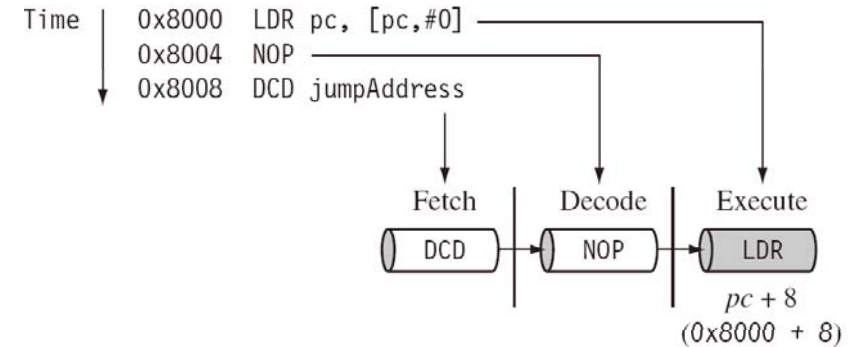 Time 0x8000 LDR pc, [pc,#0]
0x8004 NOP
0x8008 DCD jumpAddress
Fetch Decode Execute
DCD NOP LDR
pc + 8
(0x8000 + 8)